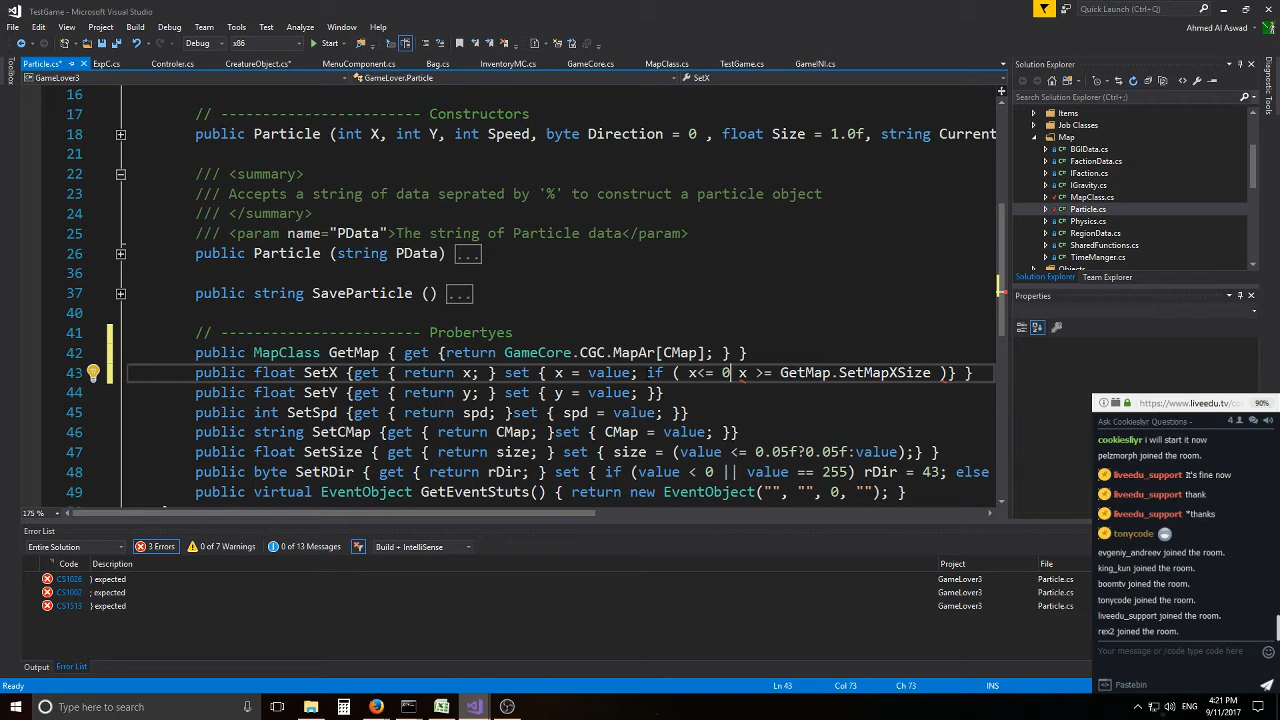 TestGame - Microsoft Visual Studio
Quick Launch (Ctrl+Q)
File Edit View Project Build Debug Team Tools Test Analyze Window Help
Ahmed Al Aswad
Debug x86 Start
Toolbox
Particle.cs* ExpC.cs Controler.cs CreatureObject.cs* MenuComponent.cs Bag.cs InventoryMC.cs GameCore.cs MapClass.cs TestGame.cs GameINI.cs
GameLover3 GameLover.Particle SetX
16
17 // ----------------------- Constructors
18 public Particle (int X, int Y, int Speed, byte Direction = 0 , float Size = 1.0f, string Current
21
22 /// <summary>
23 /// Accepts a string of data seprated by '%' to construct a particle object
24 /// </summary>
25 /// <param name="PData">The string of Particle data</param>
26 public Particle (string PData) ...
36
37 public string SaveParticle () ...
40
41 // ----------------------- Probertyes
42 public MapClass GetMap { get {return GameCore.CGC.MapAr[CMap]; } }
43 public float SetX {get { return x; } set { x = value; if ( x<= 0 x >= GetMap.SetMapXSize )} }
44 public float SetY {get { return y; } set { y = value; }}
45 public int SetSpd {get { return spd; }set { spd = value; }}
46 public string SetCMap {get { return CMap; }set { CMap = value; }}
47 public float SetSize {get { return size; } set { size = (value <= 0.05f?0.05f:value);} }
48 public byte SetRDir { get { return rDir; } set { if (value < 0 || value == 255) rDir = 43; else
49 public virtual EventObject GetEventStuts() { return new EventObject("", "", 0, ""); }
175 %
Solution Explorer
Search Solution Explorer (Ctrl+;)
Items
Job Classes
Map
BGIData.cs
FactionData.cs
IFaction.cs
IGravity.cs
MapClass.cs
Particle.cs
Physics.cs
RegionData.cs
SharedFunctions.cs
TimeManger.cs
Objects
Solution Explorer Team Explorer
Properties
Diagnostic Tools
Error List
Entire Solution 3 Errors 0 of 7 Warnings 0 of 13 Messages Build + IntelliSense
Code Description Project File
CS1026 ) expected GameLover3 Particle.cs
CS1002 ; expected GameLover3 Particle.cs
CS1513 } expected GameLover3 Particle.cs
Output Error List
Ready Ln 43 Col 73 Ch 73 INS
https://www.liveedu.tv/co 90%
Ask Cookiesliyr Questions - 4
cookiesliyr i will start it now
pelzmorph joined the room.
liveedu_support It's fine now
liveedu_support thank
liveedu_support *thanks
tonycode
evgeniy_andreev joined the room.
king_kun joined the room.
boomtv joined the room.
tonycode joined the room.
liveedu_support joined the room.
rex2 joined the room.
Your message or /code type code here
Pastebin
Type here to search
ENG
4:21 PM
9/11/2017